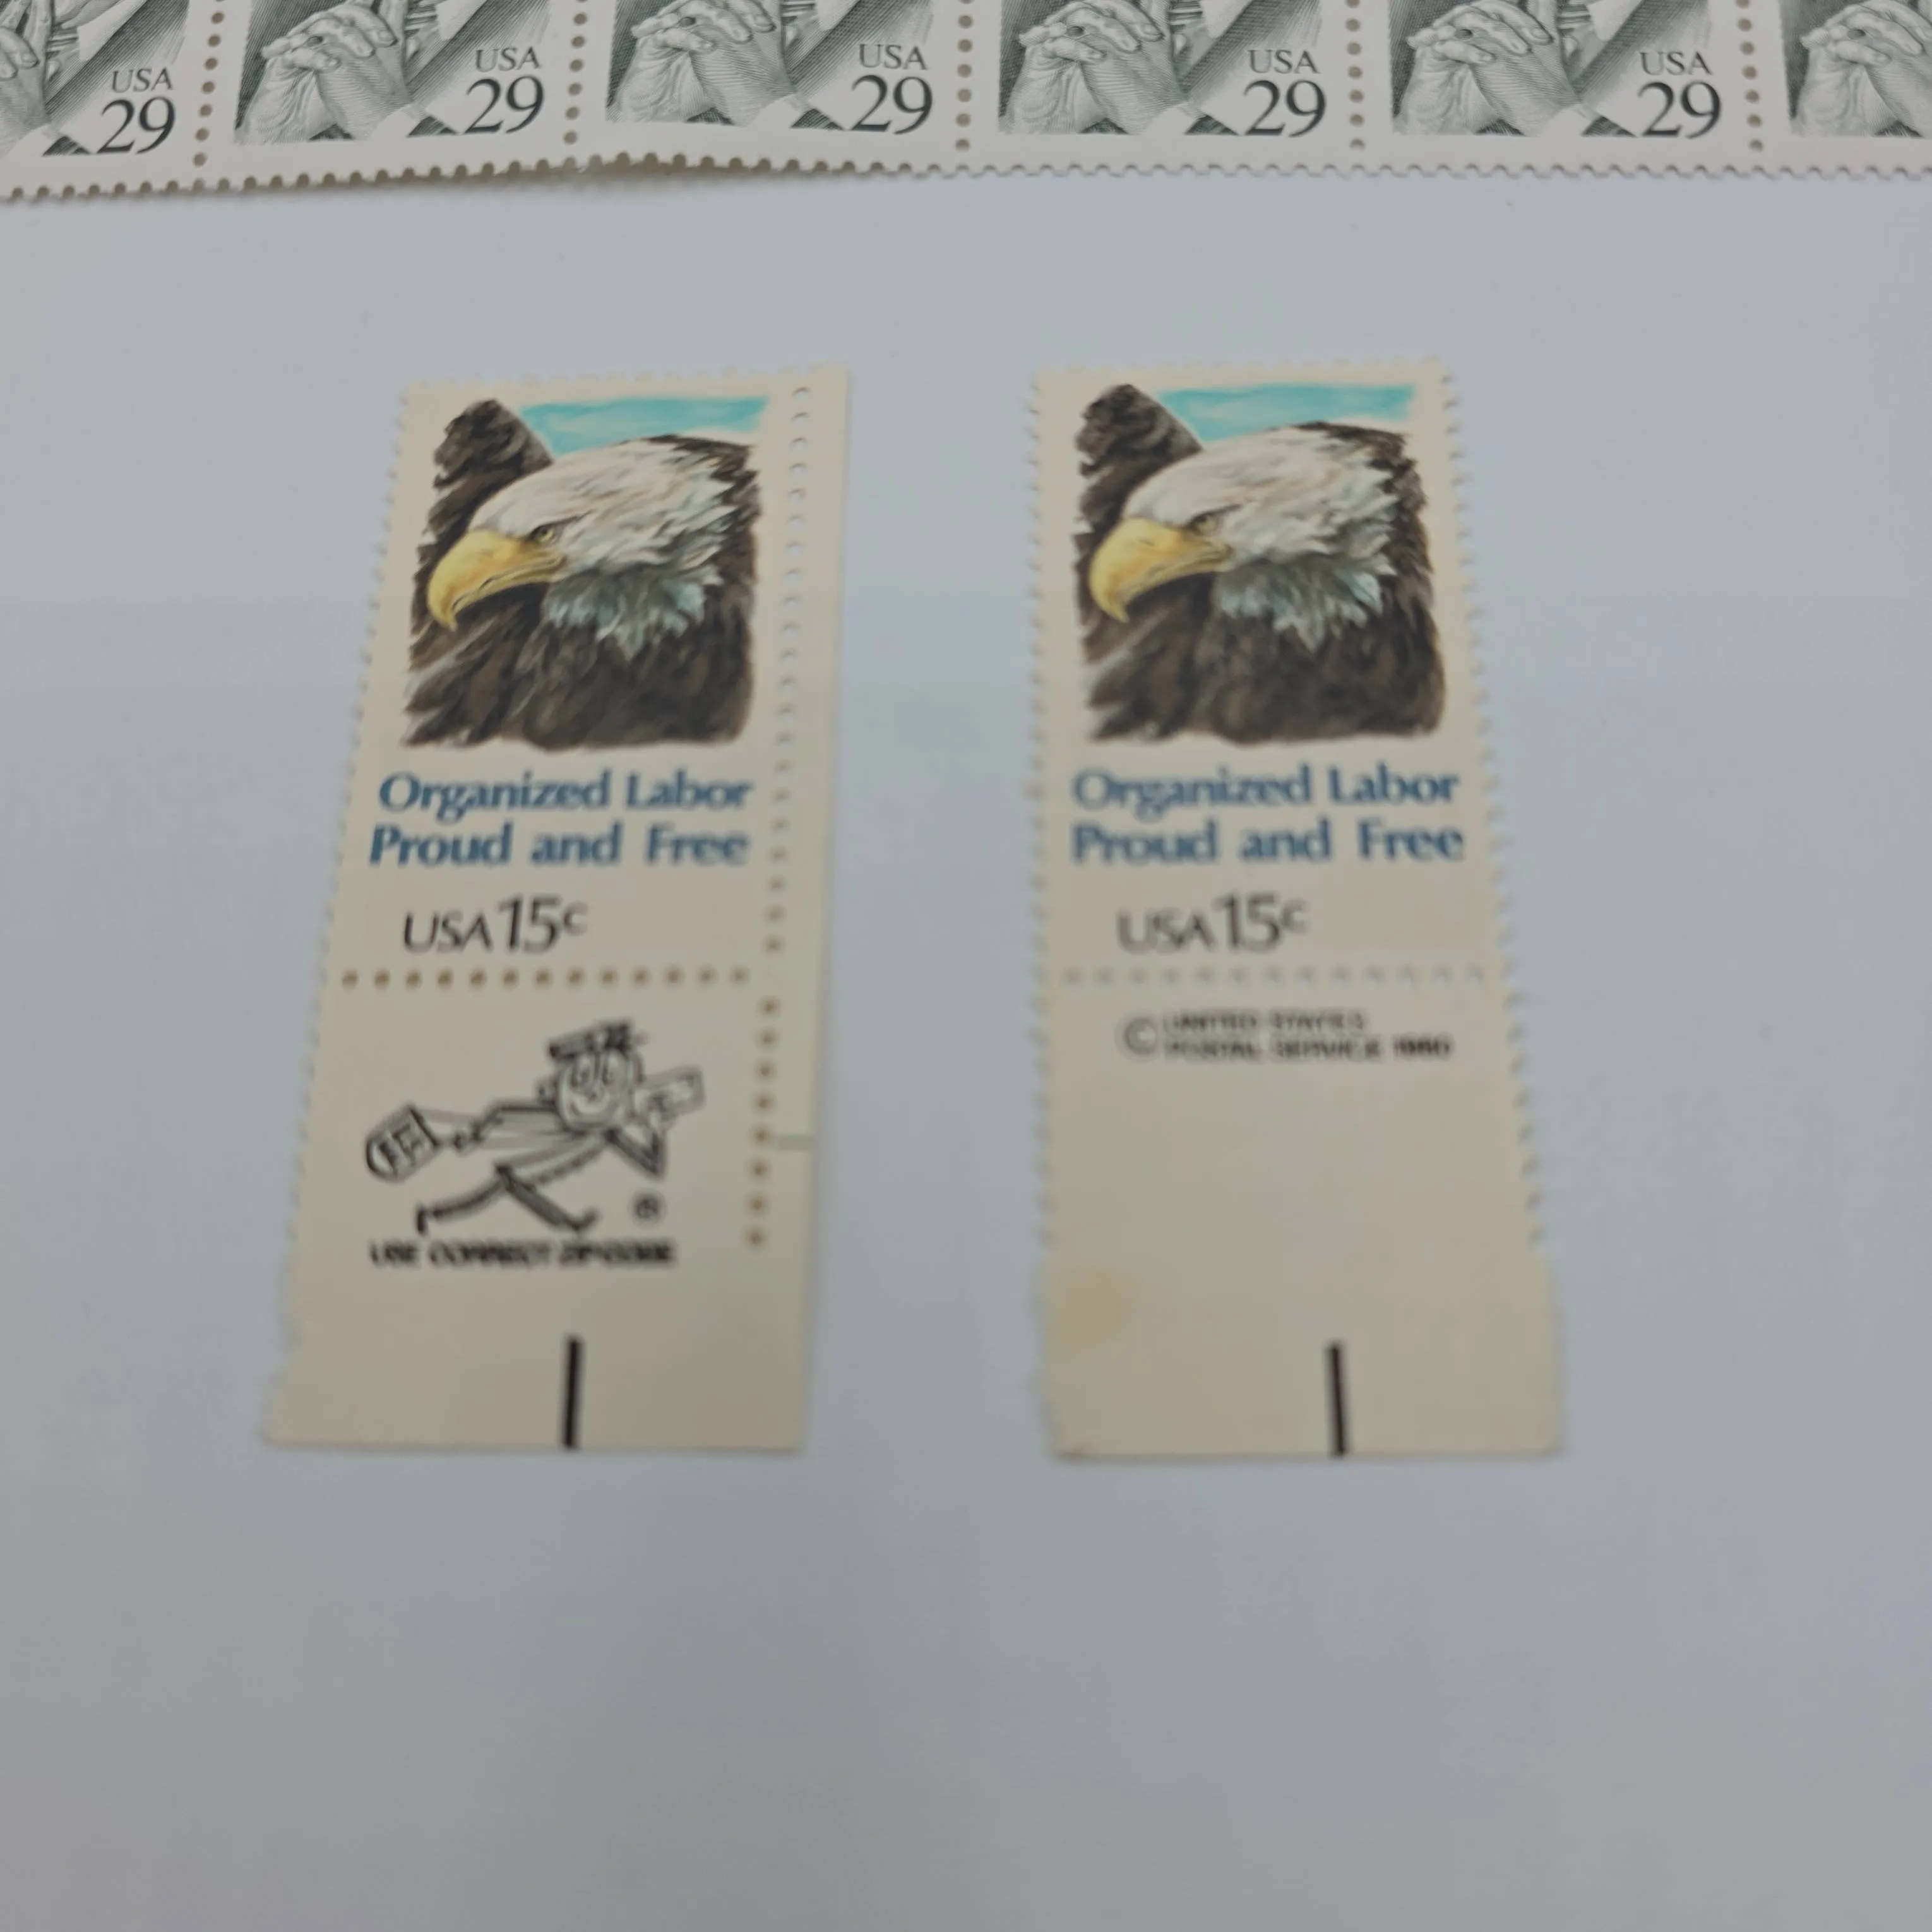 USA
29
USA
29
USA
29
USA
29
USA
29
Organized Labor
Proud and Free
USA 15c
USE CORRECT ZIP CODE
Organized Labor
Proud and Free
USA 15c
© UNITED STATES
POSTAL SERVICE 1980